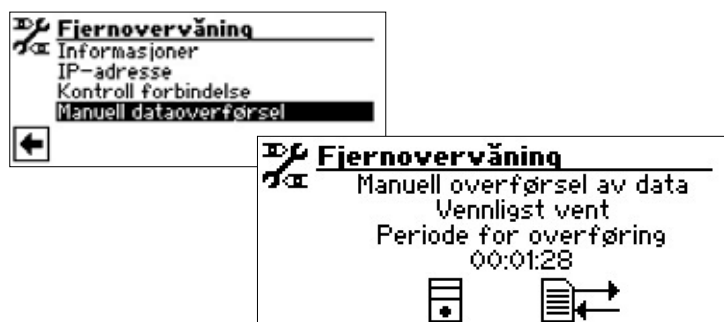 Fjernovervåning
Informasjoner
IP-adresse
Kontroll forbindelse
Manuell dataoverførsel
Fjernovervåning
Manuell overførsel av data
Vennligst vent
Periode for overføring
00:01:28